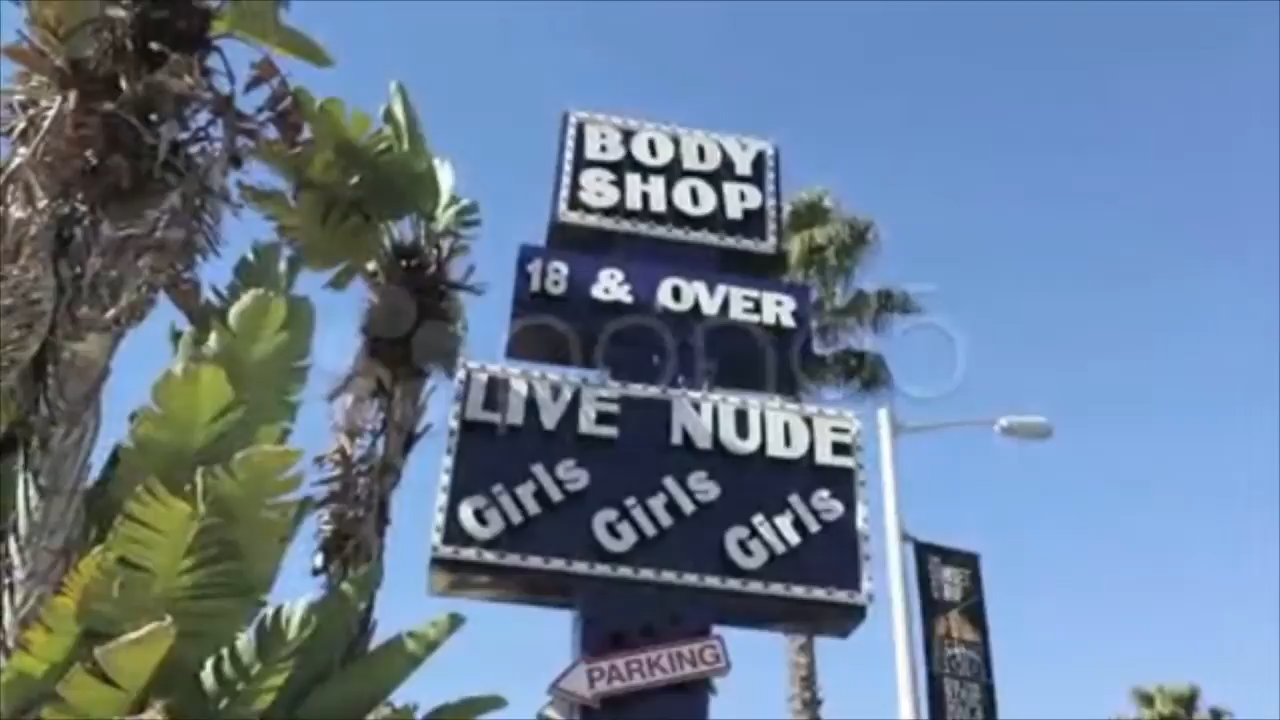 BODY
SHOP
18 & OVER
LIVE NUDE
Girls Girls Girls
PARKING